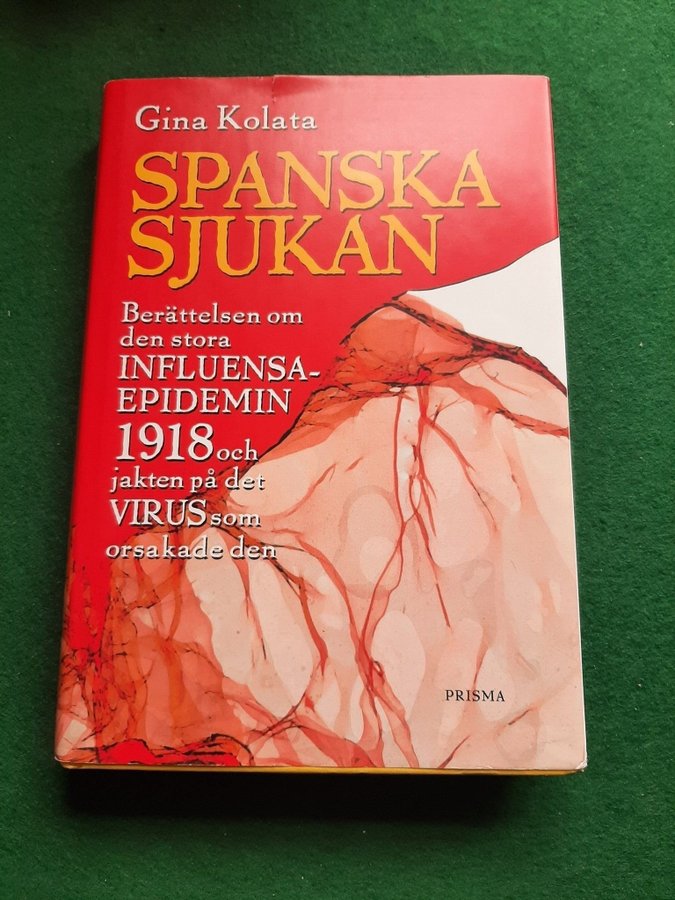 Gina Kolata
SPANSKA
SJUKAN
Berättelsen om
den stora
INFLUENSA-
EPIDEMIN
1918 och
jakten på det
VIRUS som
orsakade den
PRISMA